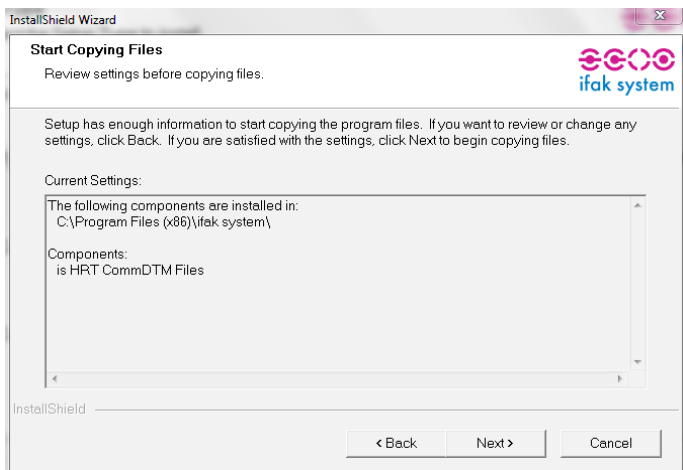 InstallShield Wizard
Start Copying Files
Review settings before copying files.
ifak system
Setup has enough information to start copying the program files. If you want to review or change any
settings, click Back. If you are satisfied with the settings, click Next to begin copying files.
Current Settings:
The following components are installed in:
C:\Program Files (x86)\ifak system\
Components:
is HRT CommDTM Files
InstallShield
< Back
Next >
Cancel